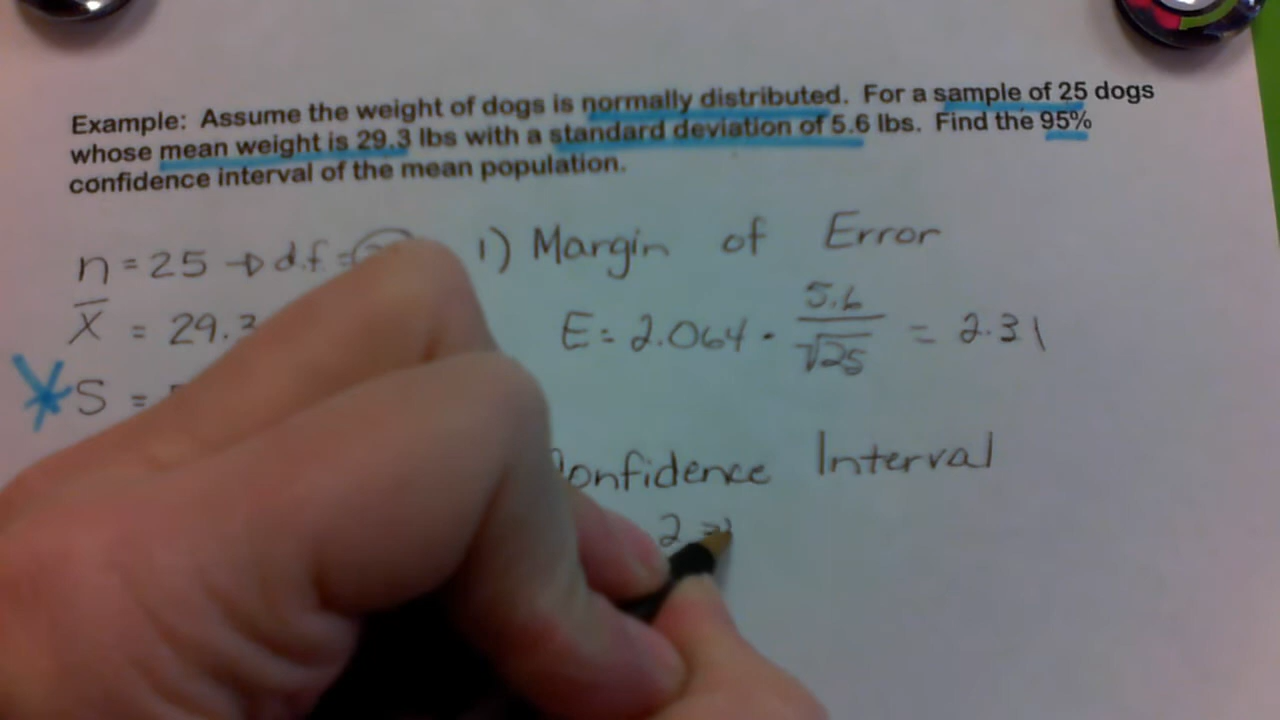 Example: Assume the weight of dogs is normally distributed. For a sample of 25 dogs
whose mean weight is 29.3 lbs with a standard deviation of 5.6 lbs. Find the 95%
confidence interval of the mean population.
n = 25 → d.f. =
1) Margin of Error
x̄ = 29.3
E = 2.064 · 5.6/√25 = 2.31
* S =
Confidence Interval
2